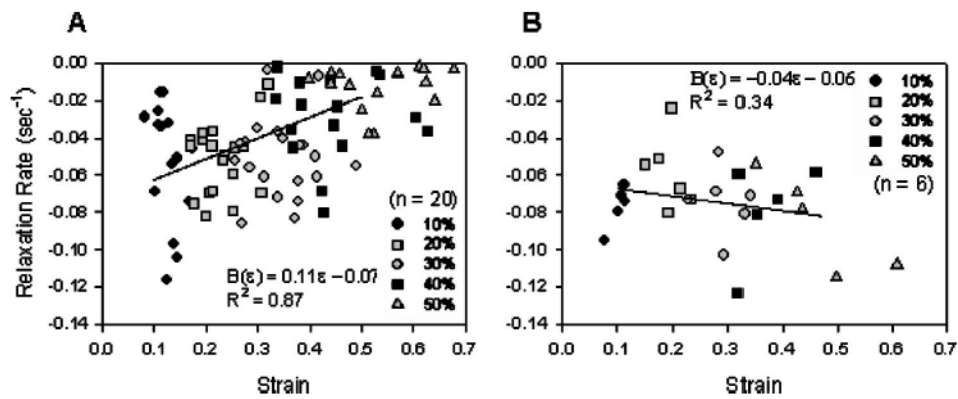 A
B
0.00
-0.02
-0.04
-0.06
-0.08
-0.10
-0.12
-0.14
Relaxation Rate (sec⁻¹)
(n = 20)
10%
20%
30%
40%
50%
B(ε) = 0.11ε – 0.07
R² = 0.87
0.0 0.1 0.2 0.3 0.4 0.5 0.6 0.7
Strain
0.00
-0.02
-0.04
-0.06
-0.08
-0.10
-0.12
-0.14
B(ε) = –0.04ε – 0.06
R² = 0.34
10%
20%
30%
40%
50%
(n = 6)
0.0 0.1 0.2 0.3 0.4 0.5 0.6 0.7
Strain